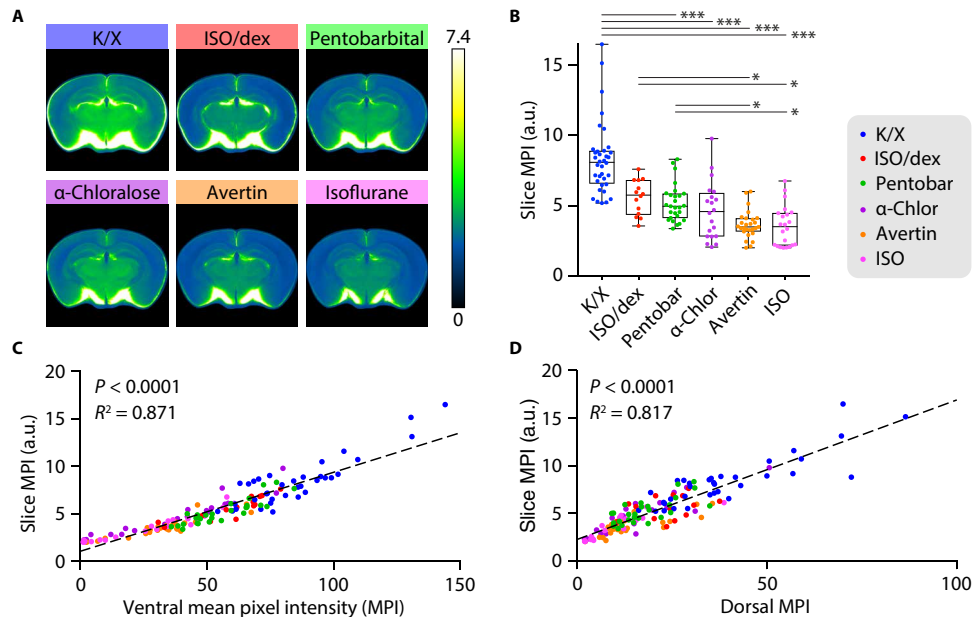 A
K/X
ISO/dex
Pentobarbital
7.4
α-Chloralose
Avertin
Isoflurane
0
B
***
***
***
***
*
*
*
*
Slice MPI (a.u.)
15
10
5
0
K/X
ISO/dex
Pentobar
α-Chlor
Avertin
ISO
K/X
ISO/dex
Pentobar
α-Chlor
Avertin
ISO
C
P < 0.0001
R² = 0.871
Slice MPI (a.u.)
20
15
10
5
0
0 50 100 150
Ventral mean pixel intensity (MPI)
D
P < 0.0001
R² = 0.817
Slice MPI (a.u.)
20
15
10
5
0
0 50 100
Dorsal MPI